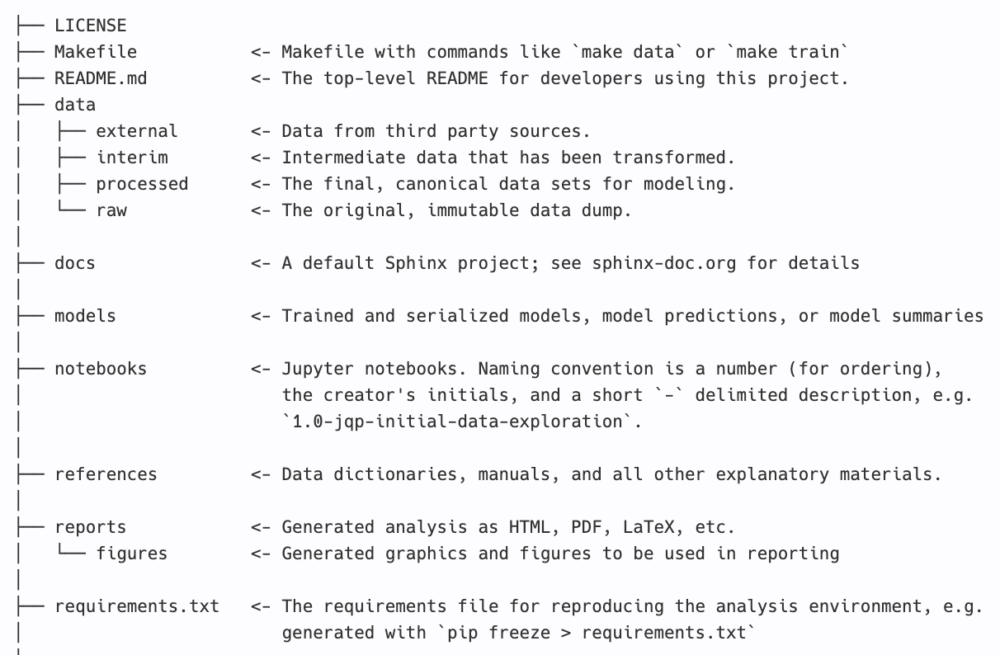 ├── LICENSE
├── Makefile           <- Makefile with commands like `make data` or `make train`
├── README.md          <- The top-level README for developers using this project.
├── data
│   ├── external       <- Data from third party sources.
│   ├── interim        <- Intermediate data that has been transformed.
│   ├── processed      <- The final, canonical data sets for modeling.
│   └── raw            <- The original, immutable data dump.
│
├── docs               <- A default Sphinx project; see sphinx-doc.org for details
│
├── models             <- Trained and serialized models, model predictions, or model summaries
│
├── notebooks          <- Jupyter notebooks. Naming convention is a number (for ordering),
│                         the creator's initials, and a short `-` delimited description, e.g.
│                         `1.0-jqp-initial-data-exploration`.
│
├── references         <- Data dictionaries, manuals, and all other explanatory materials.
│
├── reports            <- Generated analysis as HTML, PDF, LaTeX, etc.
│   └── figures        <- Generated graphics and figures to be used in reporting
│
├── requirements.txt   <- The requirements file for reproducing the analysis environment, e.g.
│                         generated with `pip freeze > requirements.txt`
│